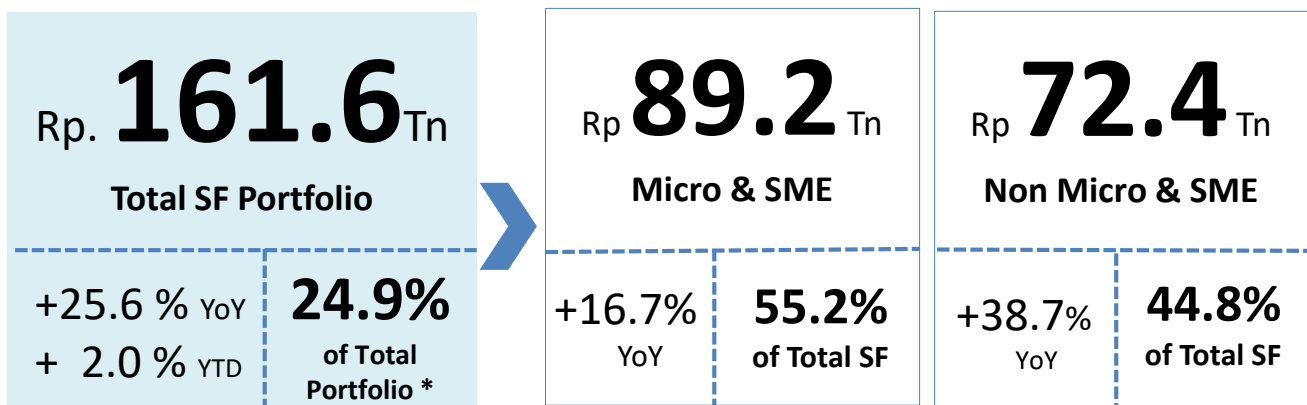 Rp. 161.6 Tn
Total SF Portfolio
+25.6 % YoY
+ 2.0 % YTD
24.9%
of Total
Portfolio *
Rp 89.2 Tn
Micro & SME
+16.7%
YoY
55.2%
of Total SF
Rp 72.4 Tn
Non Micro & SME
+38.7%
YoY
44.8%
of Total SF